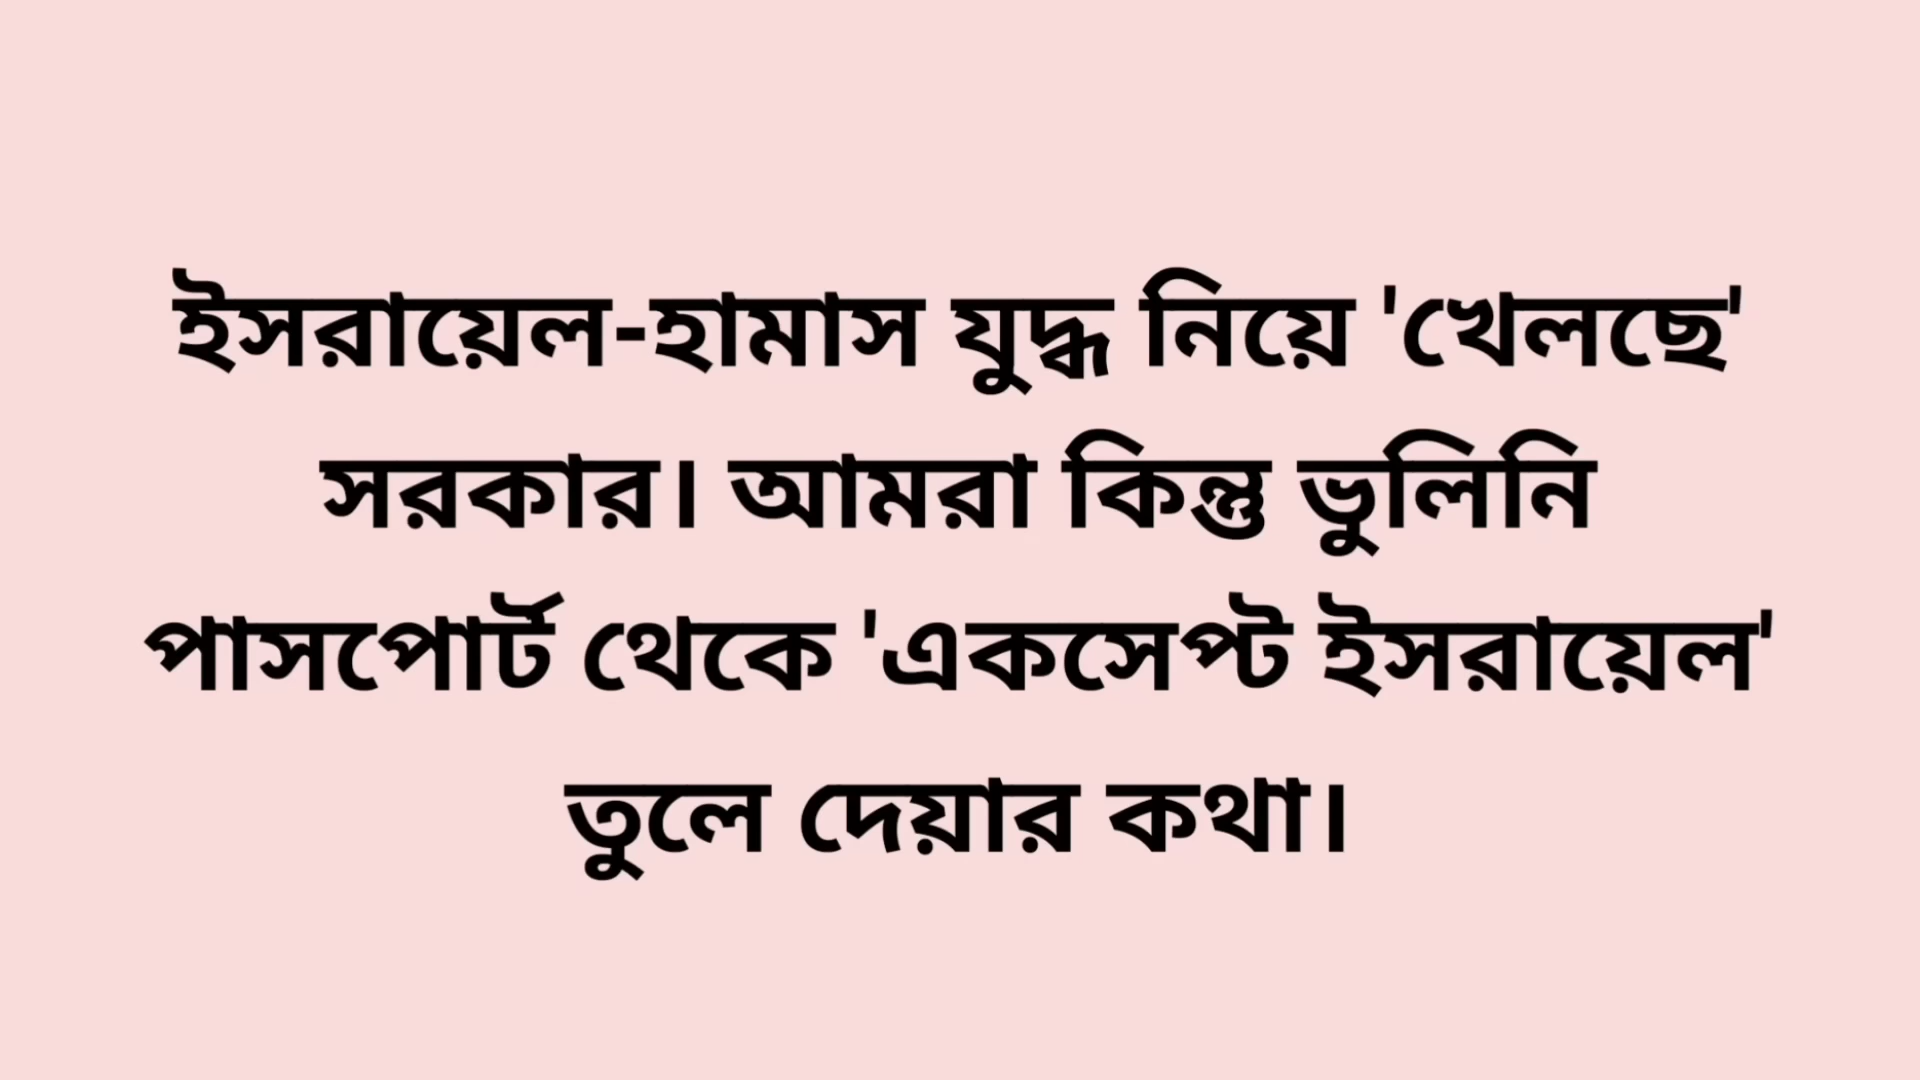 ইসরায়েল-হামাস যুদ্ধ নিয়ে 'খেলছে'
সরকার। আমরা কিন্তু ভুলিনি
পাসপোর্ট থেকে 'একসেপ্ট ইসরায়েল'
তুলে দেয়ার কথা।